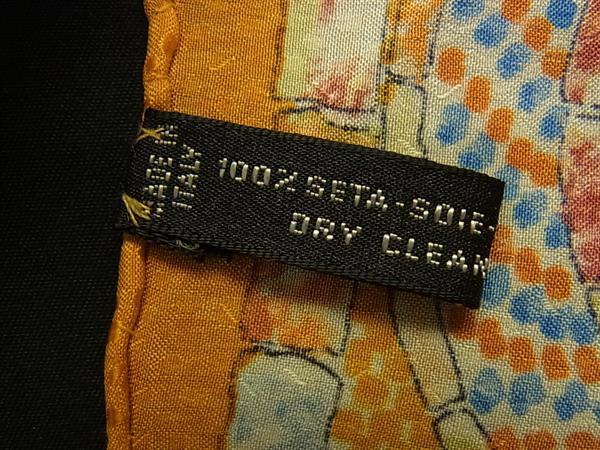 MADE IN
ITALY
100% SETA-SOIE-
DRY CLEAN